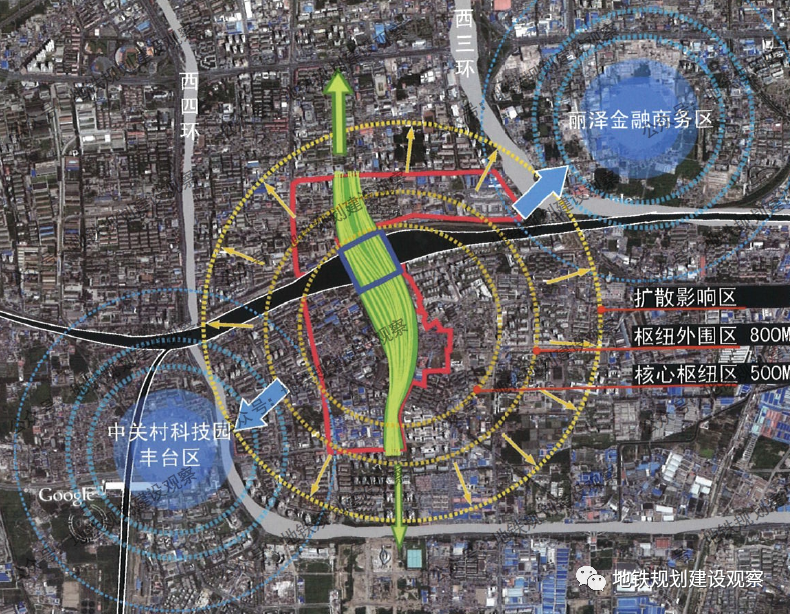 西三环
西四环
丽泽金融商务区
扩散影响区
枢纽外围区 800M
核心枢纽区 500M
中关村科技园
丰台区
Google
地铁规划建设观察